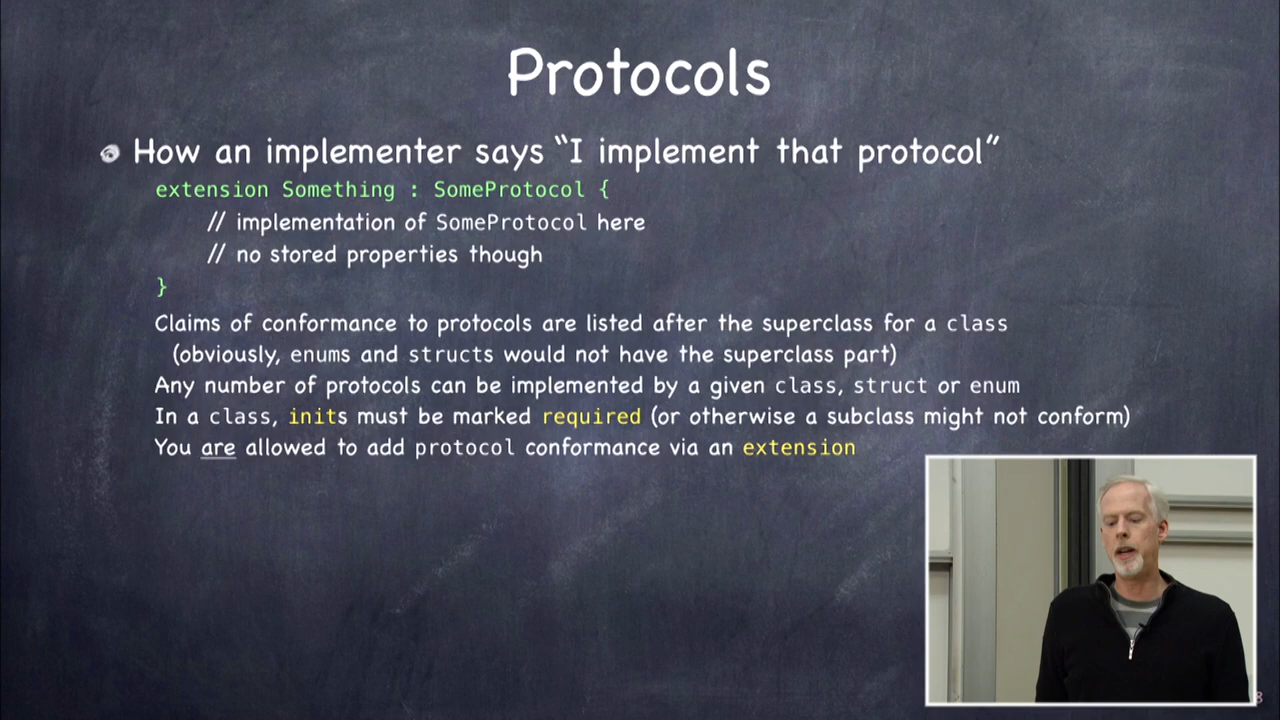 Protocols
How an implementer says “I implement that protocol”
extension Something : SomeProtocol {
// implementation of SomeProtocol here
// no stored properties though
}
Claims of conformance to protocols are listed after the superclass for a class
(obviously, enums and structs would not have the superclass part)
Any number of protocols can be implemented by a given class, struct or enum
In a class, inits must be marked required (or otherwise a subclass might not conform)
You are allowed to add protocol conformance via an extension